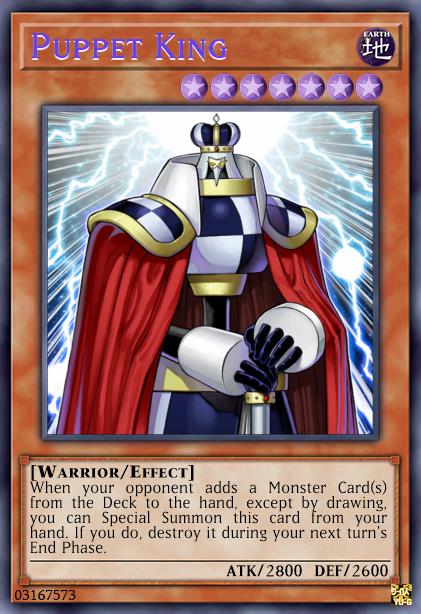 PUPPET KING
EARTH
地
[WARRIOR/EFFECT]
When your opponent adds a Monster Card(s)
from the Deck to the hand, except by drawing,
you can Special Summon this card from your
hand. If you do, destroy it during your next turn's
End Phase.
ATK/2800 DEF/2600
03167573